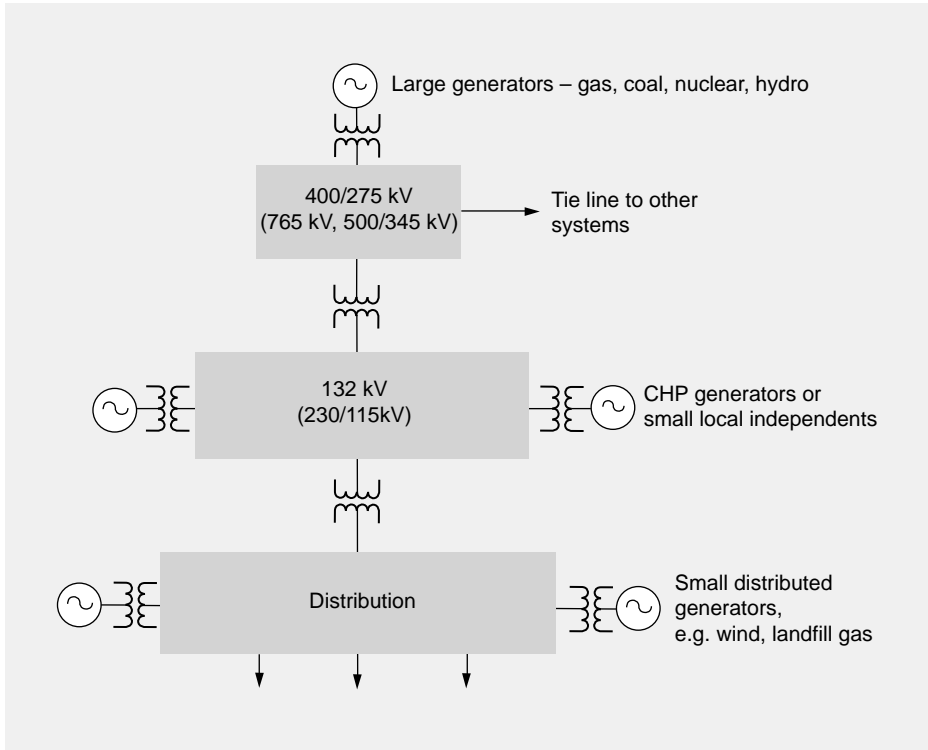 Large generators – gas, coal, nuclear, hydro
400/275 kV
(765 kV, 500/345 kV)
Tie line to other
systems
132 kV
(230/115kV)
CHP generators or
small local independents
Distribution
Small distributed
generators,
e.g. wind, landfill gas